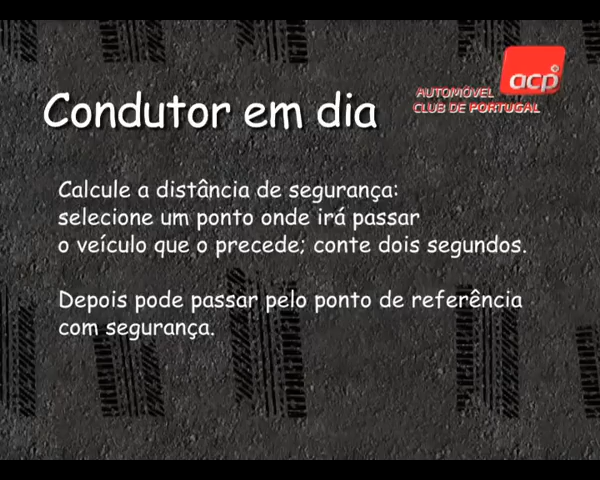 acp
AUTOMÓVEL
CLUB DE PORTUGAL
Condutor em dia
Calcule a distância de segurança:
selecione um ponto onde irá passar
o veículo que o precede; conte dois segundos.
Depois pode passar pelo ponto de referência
com segurança.